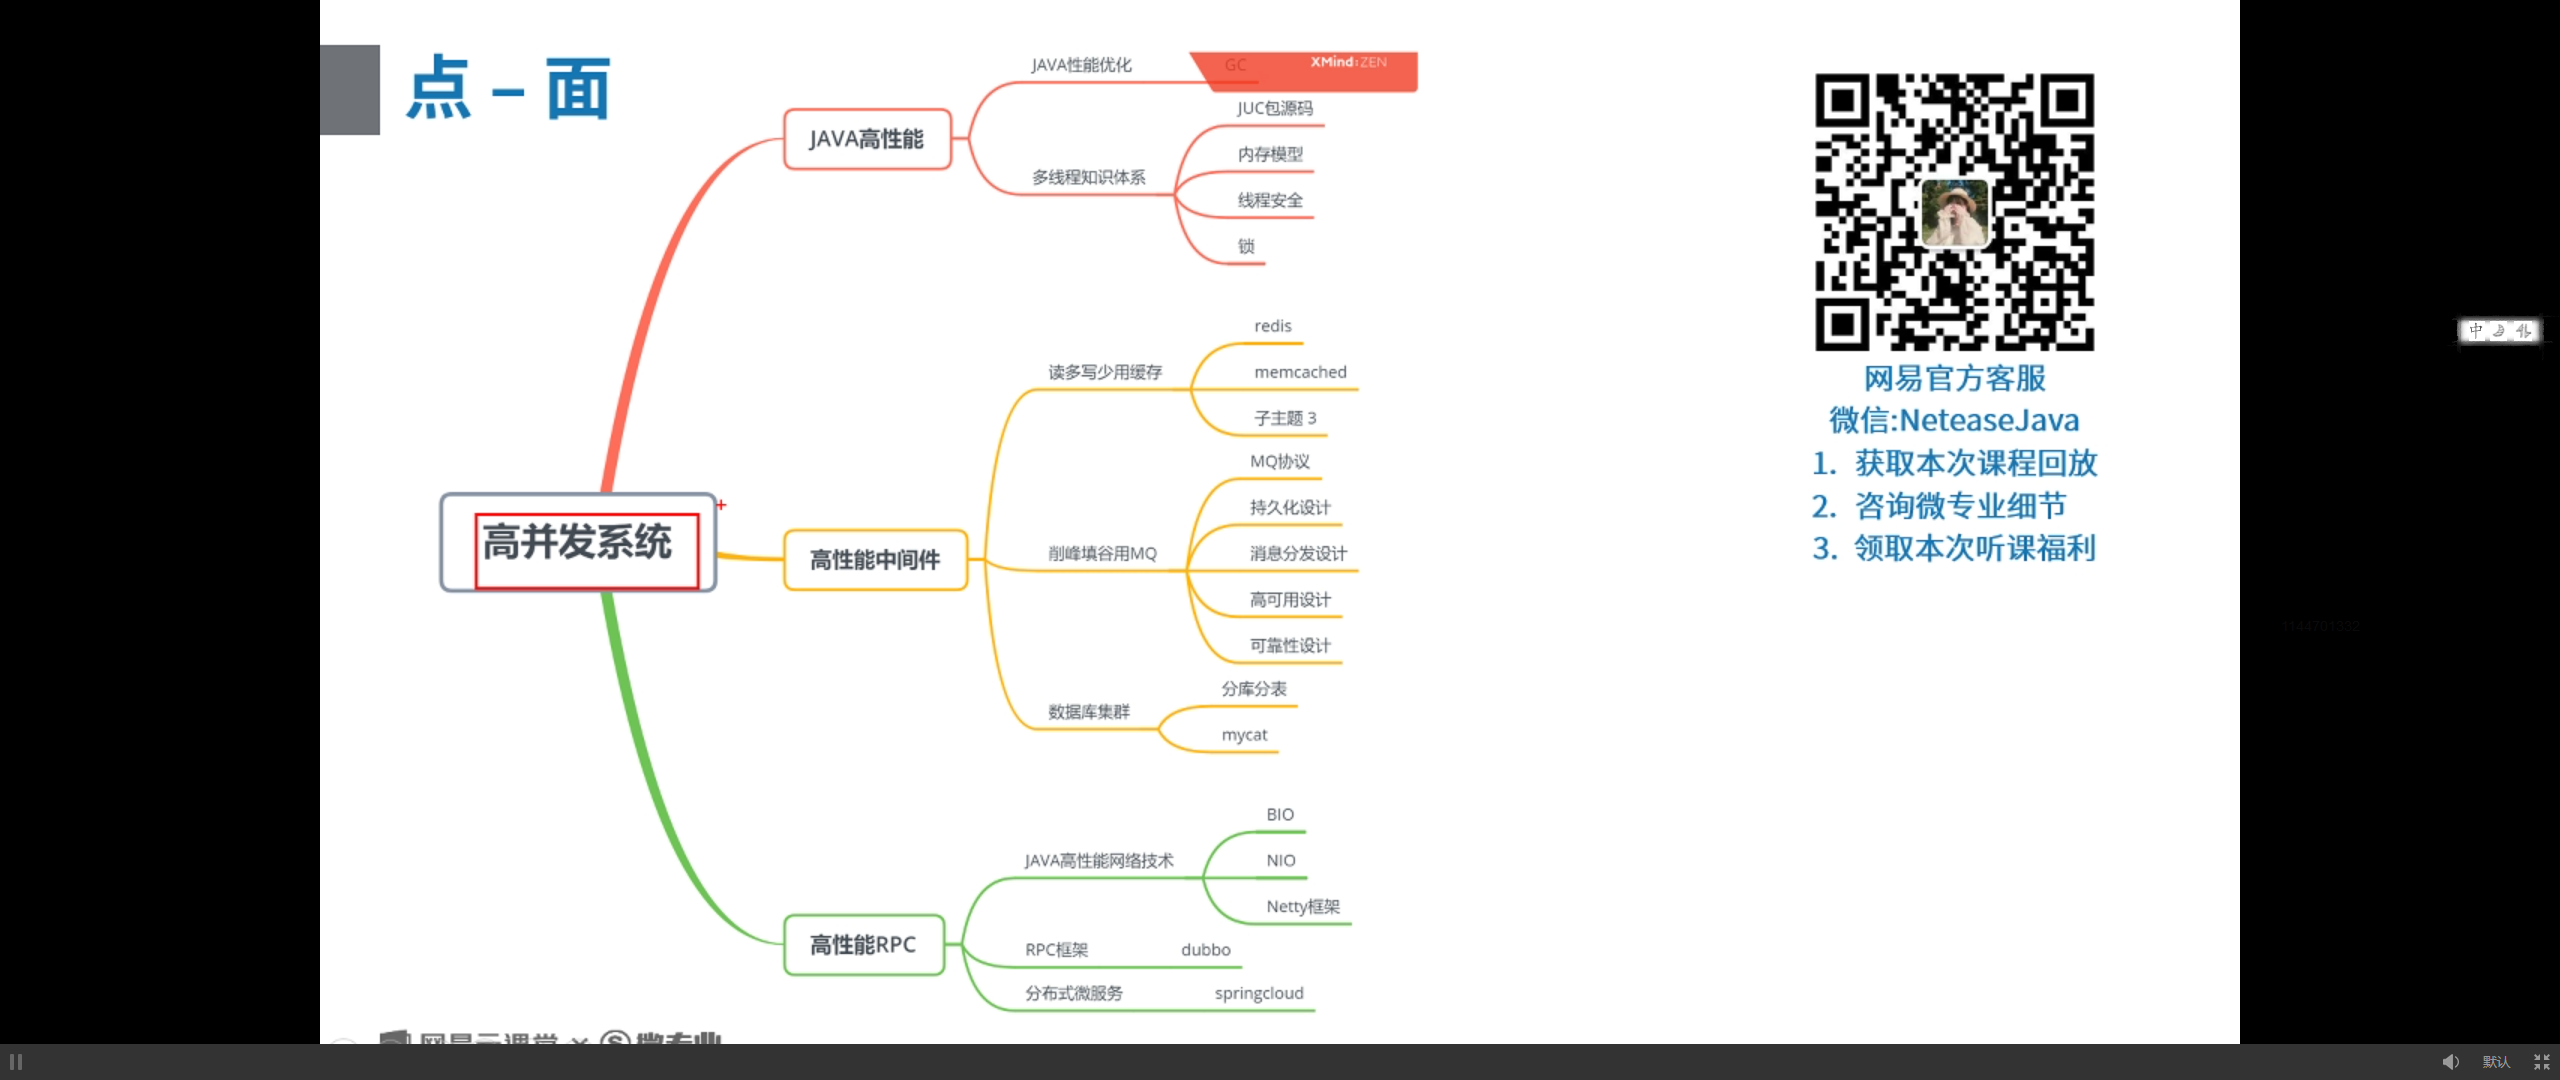 点 – 面
JAVA性能优化
GC
XMind:ZEN
JAVA高性能
JUC包源码
内存模型
多线程知识体系
线程安全
锁
redis
读多写少用缓存
memcached
子主题 3
MQ协议
持久化设计
高并发系统
高性能中间件
削峰填谷用MQ
消息分发设计
高可用设计
可靠性设计
分库分表
数据库集群
mycat
BIO
JAVA高性能网络技术
NIO
Netty框架
高性能RPC
RPC框架
dubbo
分布式微服务
springcloud
网易官方客服
微信:NeteaseJava
1. 获取本次课程回放
2. 咨询微专业细节
3. 领取本次听课福利
中
网易云课堂 × 微专业
默认